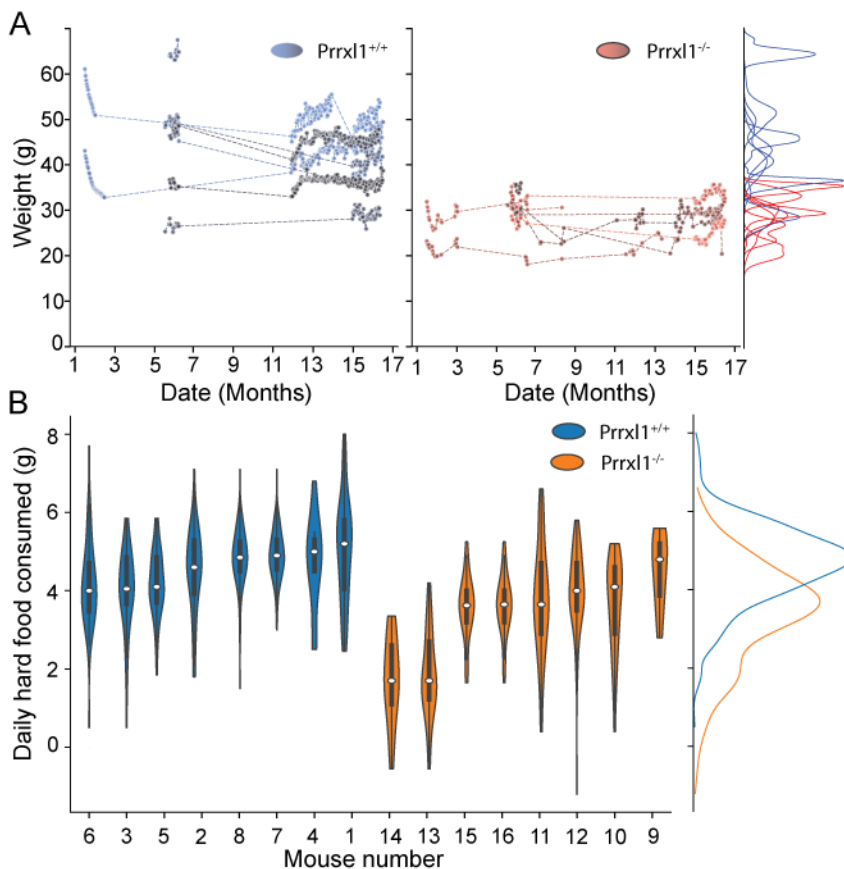 A
Prrxl1+/+
Prrxl1-/-
Weight (g)
60
50
40
30
20
10
0
1 3 5 7 9 11 13 15 17
1 3 5 7 9 11 13 15 17
Date (Months)
Date (Months)
B
Prrxl1+/+
Prrxl1-/-
Daily hard food consumed (g)
8
6
4
2
0
6 3 5 2 8 7 4 1 14 13 15 16 11 12 10 9
Mouse number